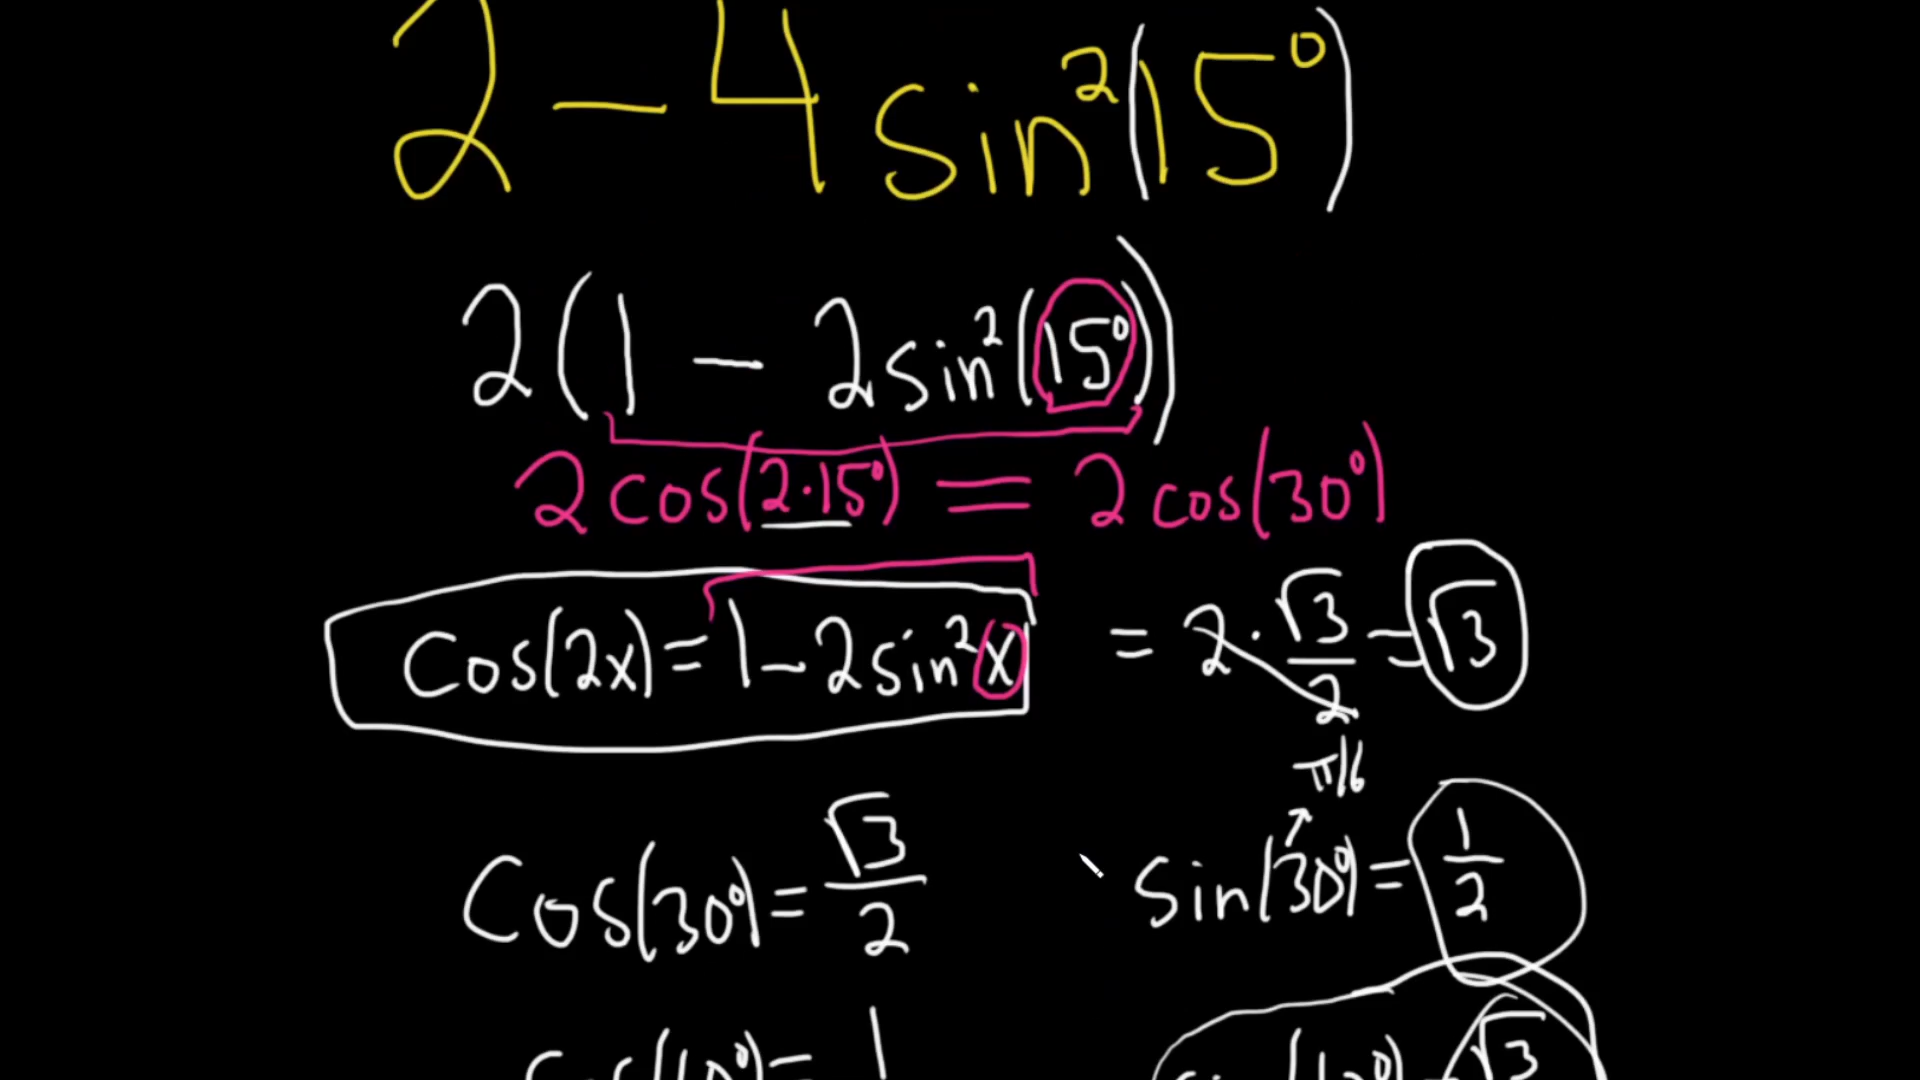 2 - 4 sin²(15°)
2(1 - 2sin²(15°))
2cos(2·15°) = 2cos(30°)
Cos(2x) = 1 - 2sin²x
= 2 · √3/2 = √3
π/6
Cos(30°) = √3/2
sin(30°) = 1/2